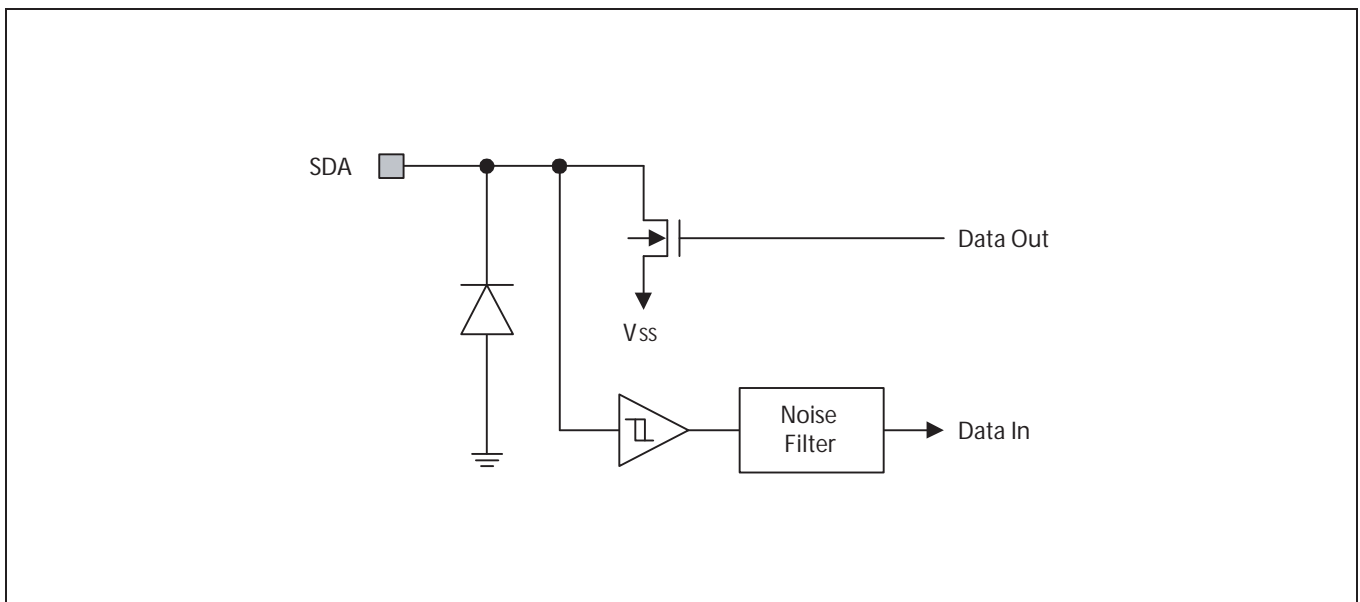 SDA
Data Out
Vss
Noise
Filter
Data In